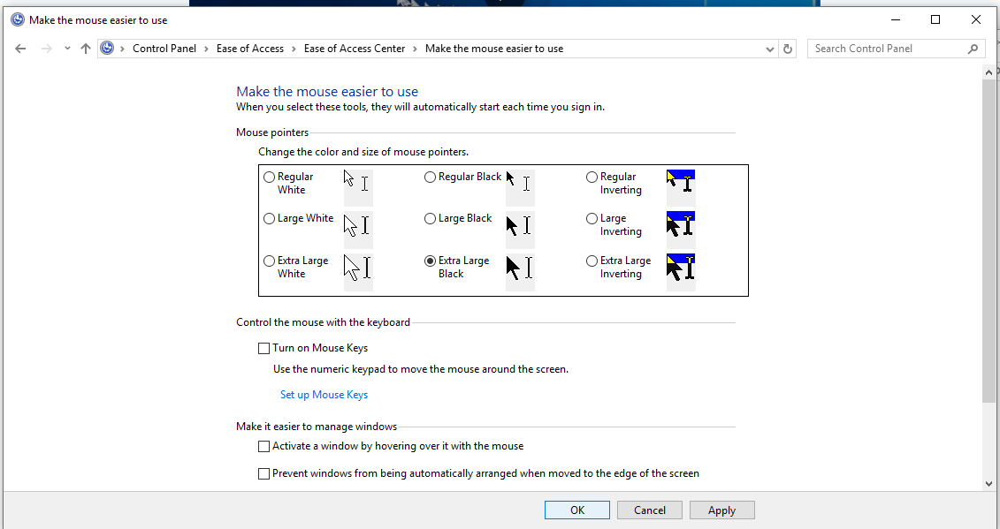 Make the mouse easier to use
Control Panel > Ease of Access > Ease of Access Center > Make the mouse easier to use
Search Control Panel
Make the mouse easier to use
When you select these tools, they will automatically start each time you sign in.
Mouse pointers
Change the color and size of mouse pointers.
Regular White
Regular Black
Regular Inverting
Large White
Large Black
Large Inverting
Extra Large White
Extra Large Black
Extra Large Inverting
Control the mouse with the keyboard
Turn on Mouse Keys
Use the numeric keypad to move the mouse around the screen.
Set up Mouse Keys
Make it easier to manage windows
Activate a window by hovering over it with the mouse
Prevent windows from being automatically arranged when moved to the edge of the screen
OK
Cancel
Apply